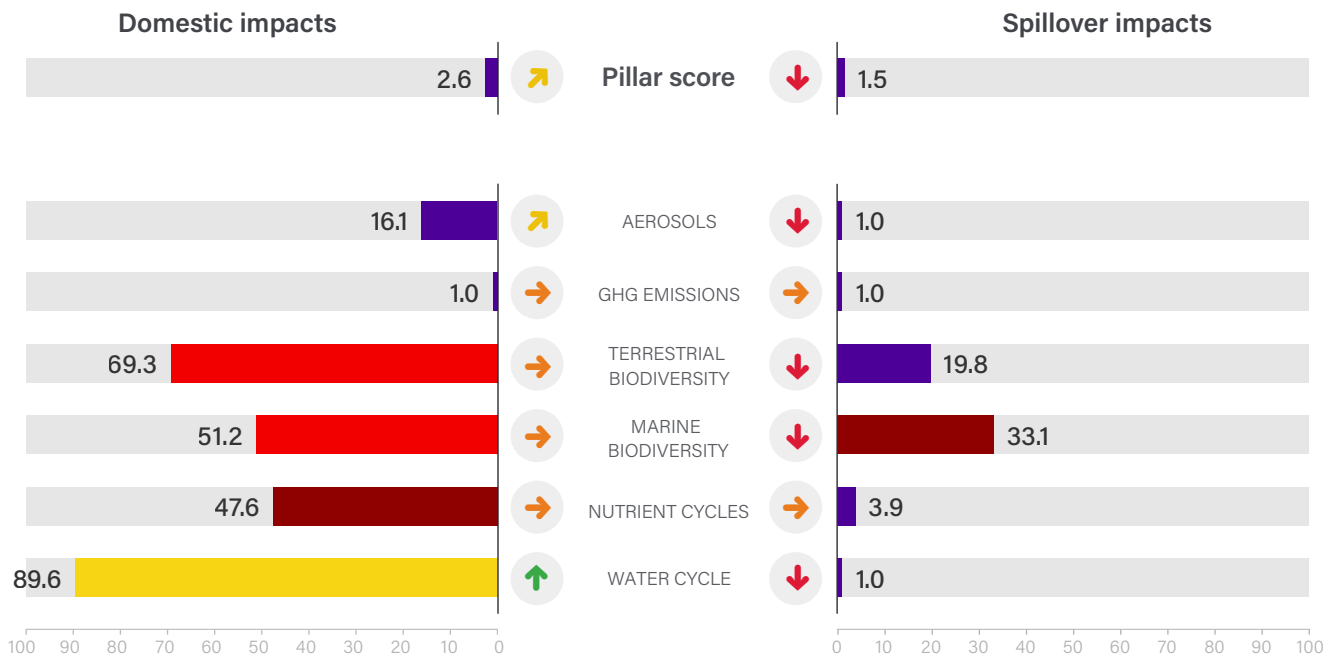 Domestic impacts
Spillover impacts
2.6
Pillar score
1.5
16.1
AEROSOLS
1.0
1.0
GHG EMISSIONS
1.0
69.3
TERRESTRIAL
BIODIVERSITY
19.8
51.2
MARINE
BIODIVERSITY
33.1
47.6
NUTRIENT CYCLES
3.9
89.6
WATER CYCLE
1.0
100 90 80 70 60 50 40 30 20 10 0
0 10 20 30 40 50 60 70 80 90 100